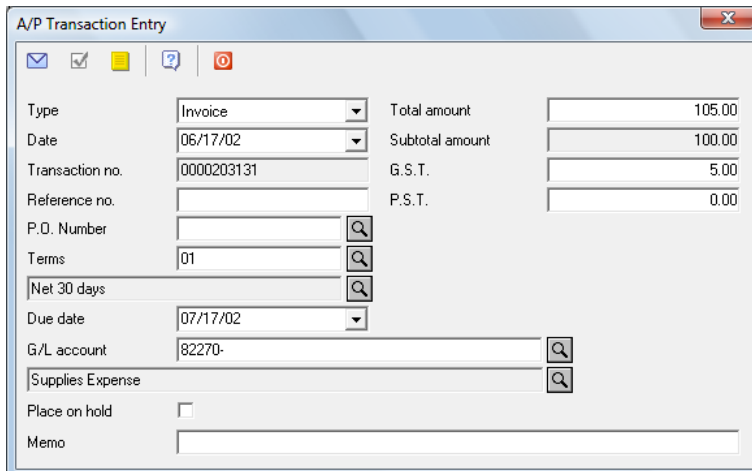 A/P Transaction Entry
Type Invoice Total amount 105.00
Date 06/17/02 Subtotal amount 100.00
Transaction no. 0000203131 G.S.T. 5.00
Reference no. P.S.T. 0.00
P.O. Number
Terms 01
Net 30 days
Due date 07/17/02
G/L account 82270-
Supplies Expense
Place on hold
Memo